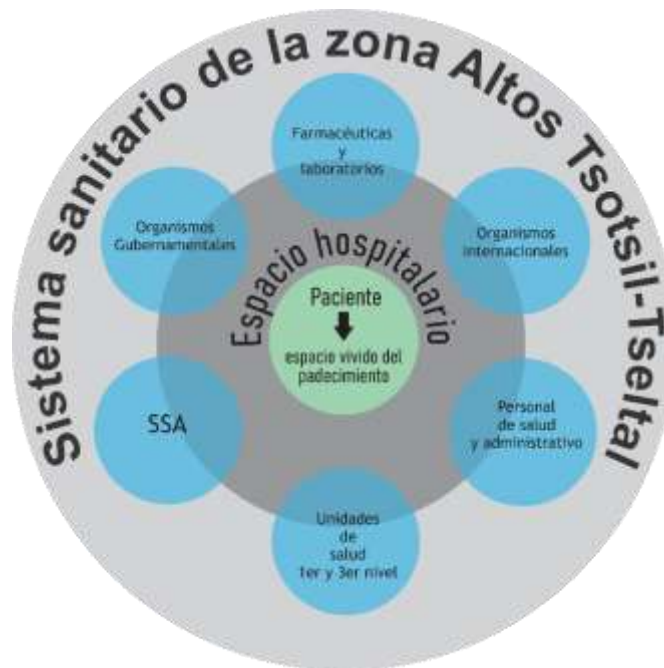 Sistema sanitario de la zona Altos Tsotsil-Tseltal
Farmacéuticas
y
laboratorios
Organismos
Gubernamentales
Organismos
Internacionales
Espacio hospitalario
Paciente
espacio vivido del
padecimiento
SSA
Personal
de salud
y administrativo
Unidades
de
salud
1er y 3er nivel